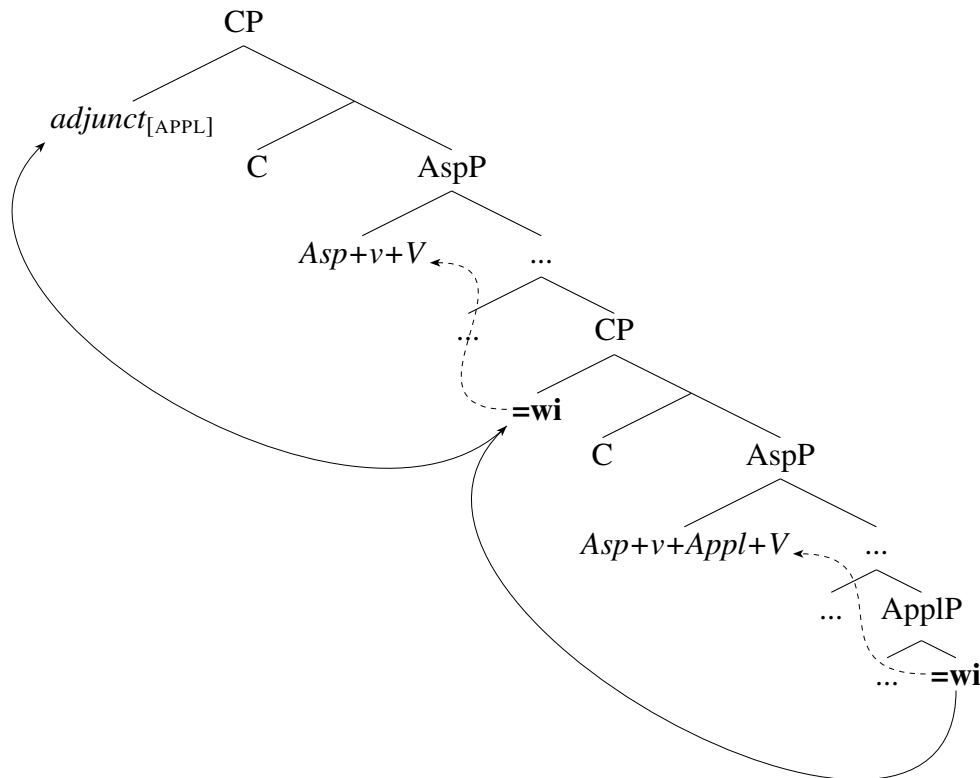 CP
adjunct[APPL]
C
AspP
Asp+v+V
...
...
CP
=wi
C
AspP
Asp+v+Appl+V
...
...
ApplP
...
=wi